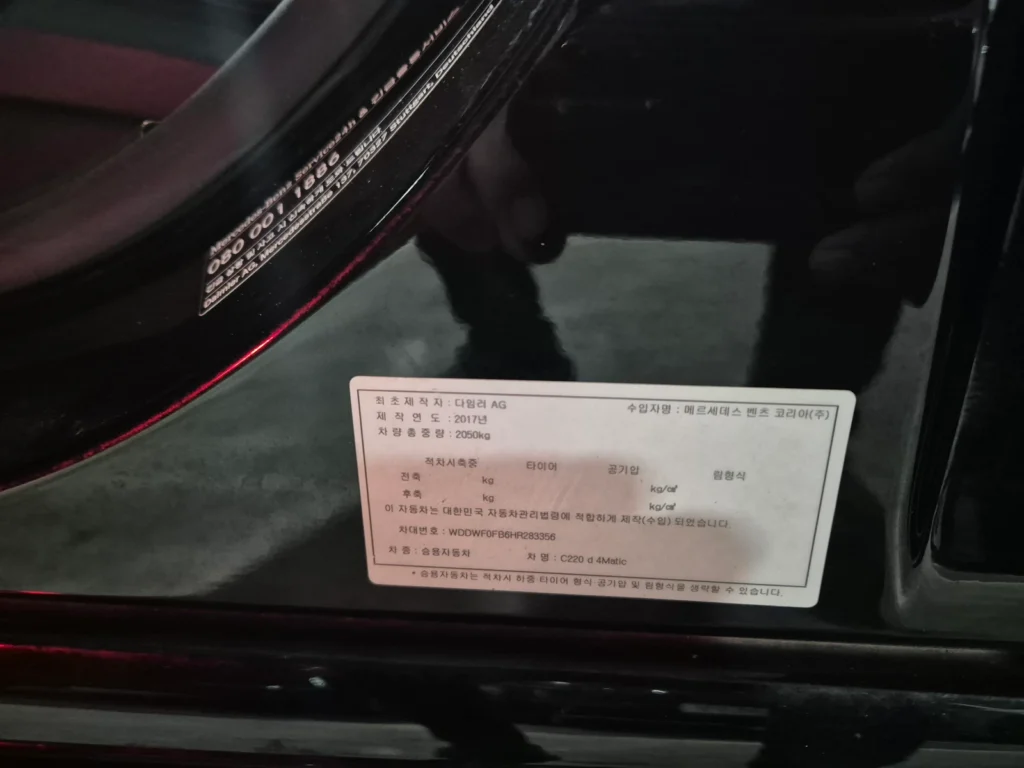 Mercedes-Benz Service24h & 긴급출동서비스
080 001 1886
Daimler AG, Mercedesstraße 137, 70327 Stuttgart, Deutschland
최초제작자 : 다임러 AG
수입자명 : 메르세데스 벤츠 코리아(주)
제작연도 : 2017년
차량총중량 : 2050kg
적차시축중 타이어 공기압 림형식
전축 kg kg/㎠
후축 kg kg/㎠
이 자동차는 대한민국 자동차관리법령에 적합하게 제작(수입) 되었습니다.
차대번호 : WDDWF0FB6HR283356
차종 : 승용자동차 차명 : C220 d 4Matic
* 승용자동차는 적차시 하중 타이어 형식 공기압 및 림형식을 생략할 수 있습니다.